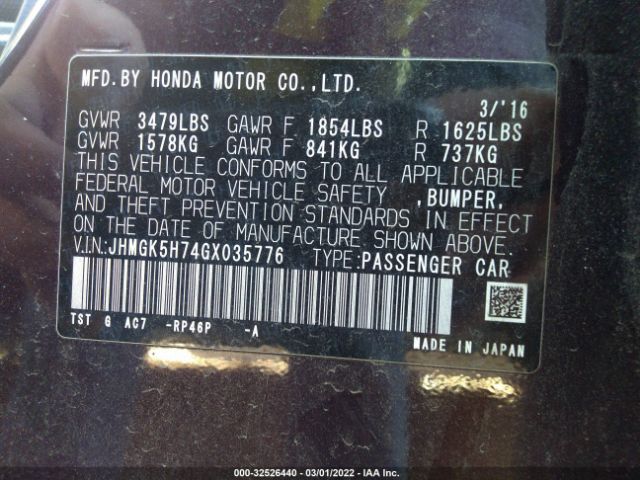 MFD.BY HONDA MOTOR CO.,LTD.
3/'16
GVWR 3479LBS GAWR F 1854LBS R 1625LBS
GVWR 1578KG GAWR F 841KG R 737KG
THIS VEHICLE CONFORMS TO ALL APPLICABLE
FEDERAL MOTOR VEHICLE SAFETY ,BUMPER,
AND THEFT PREVENTION STANDARDS IN EFFECT
ON THE DATE OF MANUFACTURE SHOWN ABOVE.
V.IN:JHMGK5H74GX035776 TYPE:PASSENGER CAR
TST G AC7 -RP46P -A
MADE IN JAPAN
000-32526440 - 03/01/2022 - IAA Inc.